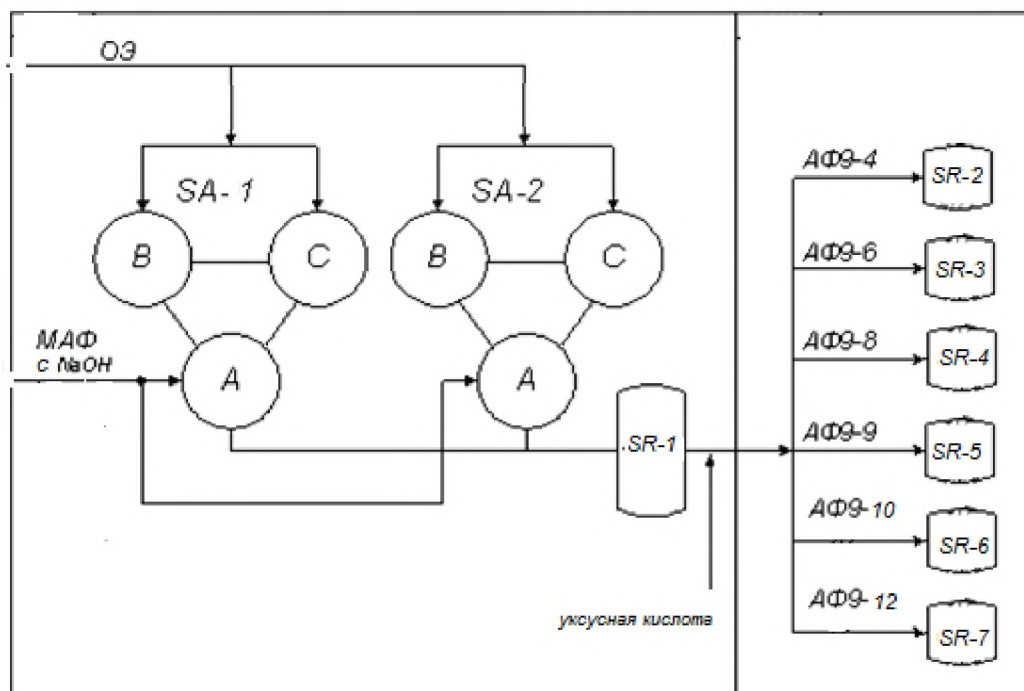 ОЭ
SA-1
SA-2
B
C
B
C
МАФ
с NaOH
A
A
SR-1
уксусная кислота
АФ9-4
SR-2
АФ9-6
SR-3
АФ9-8
SR-4
АФ9-9
SR-5
АФ9-10
SR-6
АФ9-12
SR-7